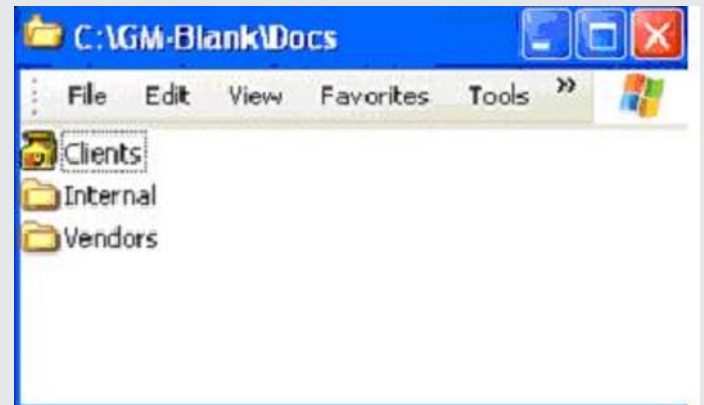 C:\GM-Blank\Docs
File Edit View Favorites Tools »
Clients
Internal
Vendors